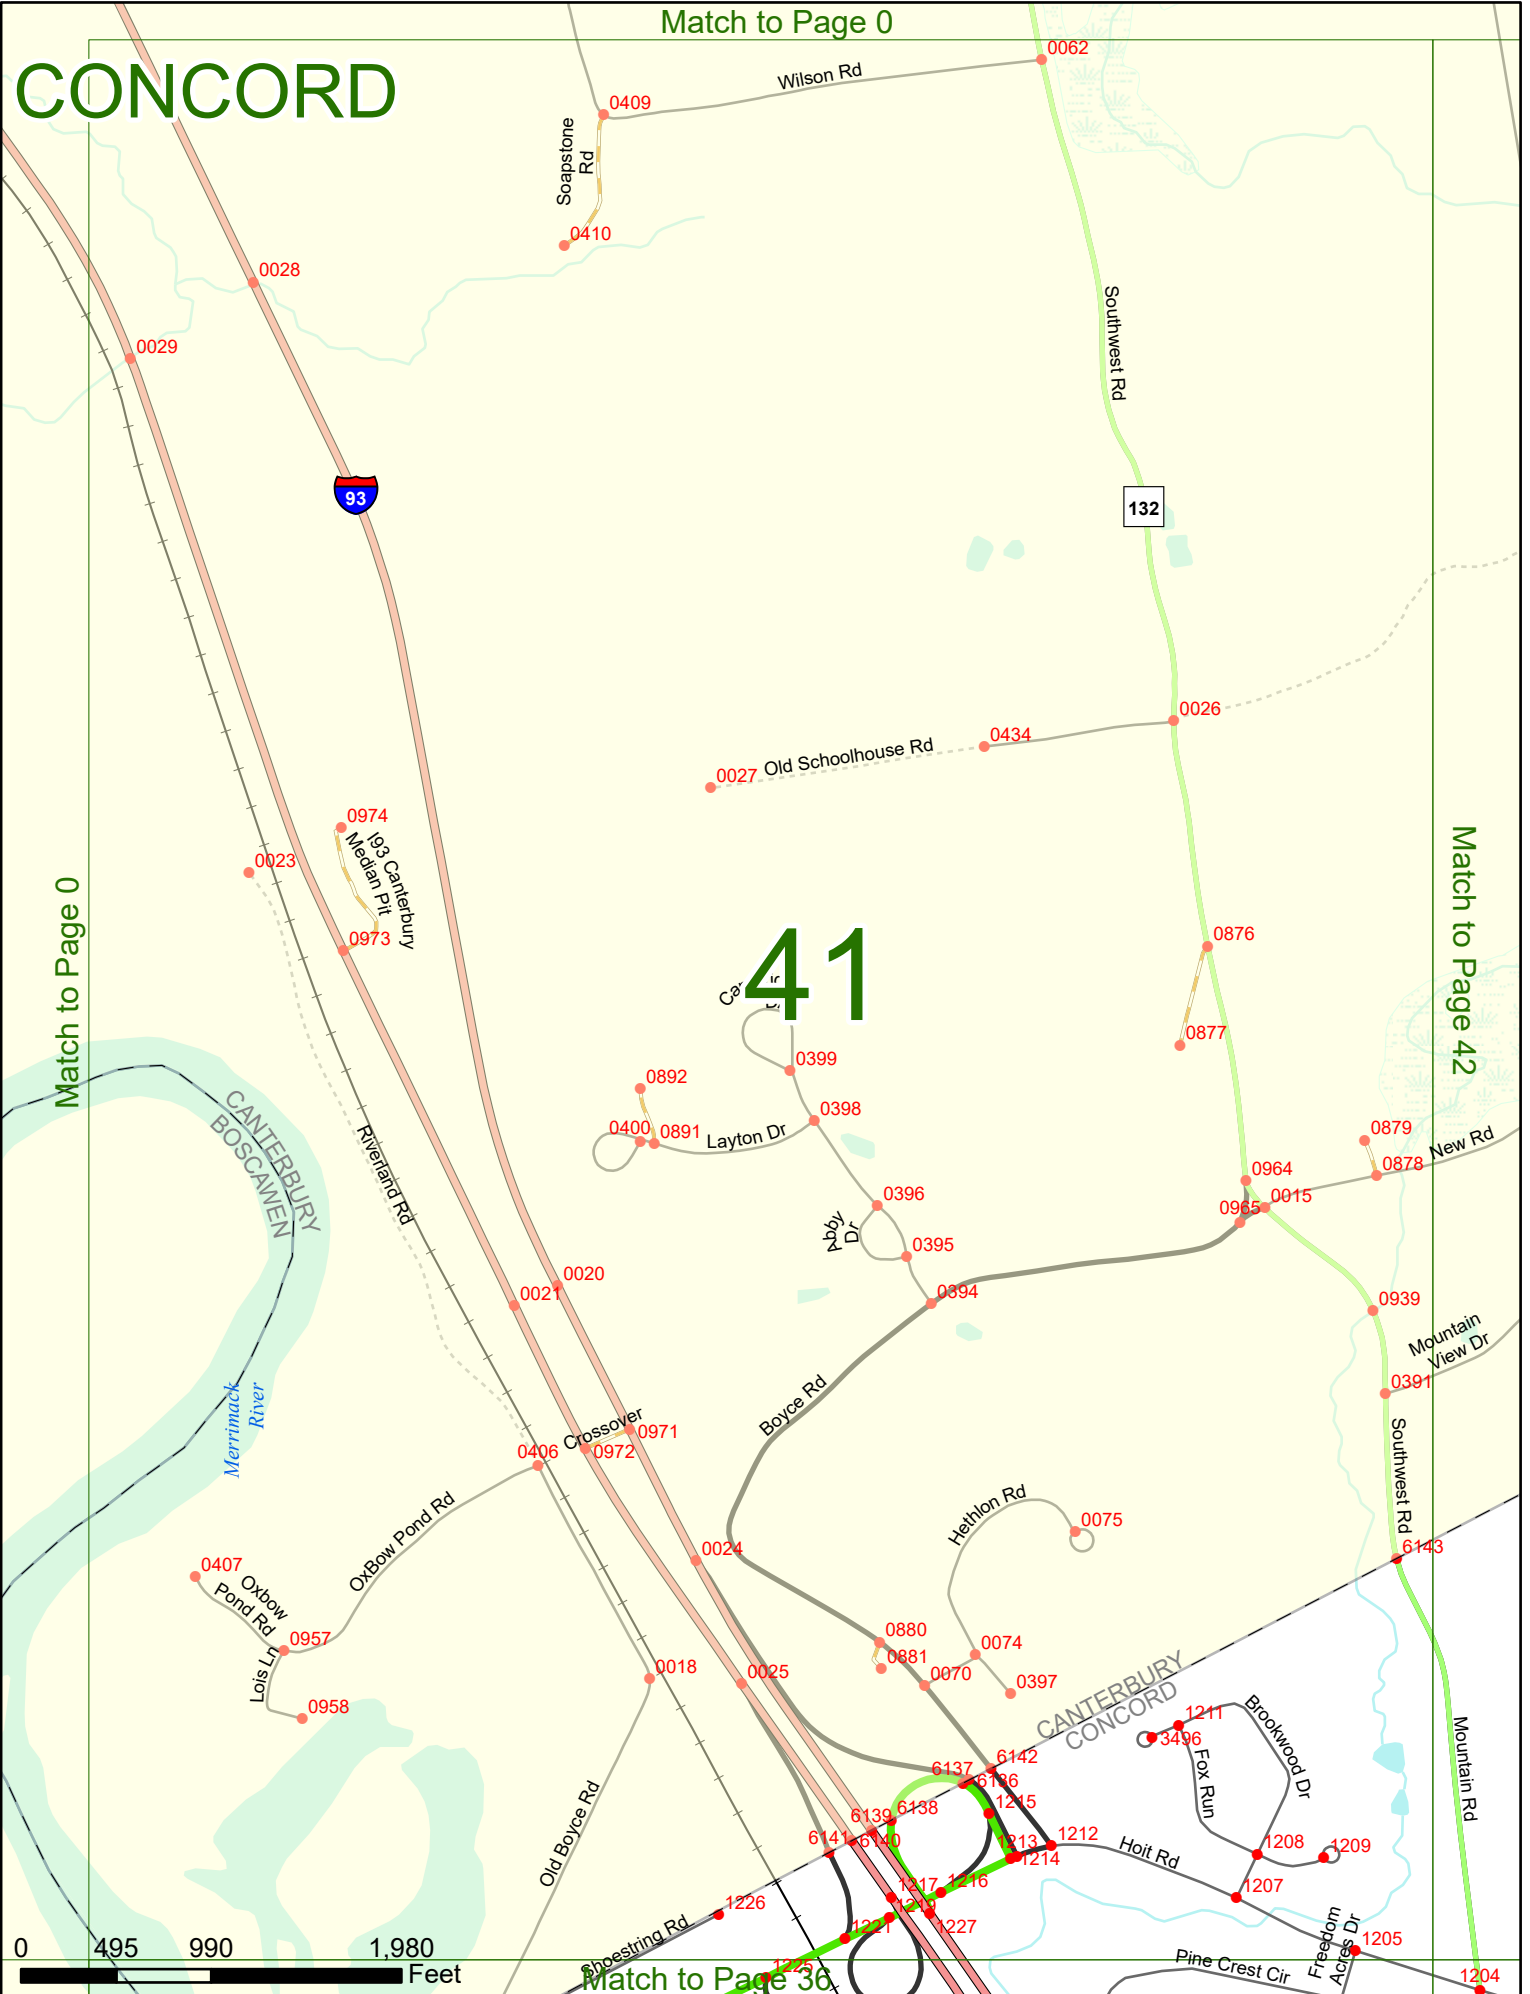 Match to Page 0
CONCORD
0062
Wilson Rd
0409
Soapstone
Rd
0410
0028
0029
Southwest Rd
93
132
0026
0434
Old Schoolhouse Rd
0027
0974
I93 Canterbury
Median Pit
0023
0973
Match to Page 0
Match to Page 42
41
0876
0877
0399
0892
0398
0400
0891
Layton Dr
CANTERBURY
BOSCAWEN
Riverland Rd
0879
New Rd
0878
0964
0015
0965
0396
Abby
Dr
0395
0394
0020
0021
0939
Mountain
View Dr
0391
Merrimack
River
Boyce Rd
Crossover
0971
0972
0406
Southwest Rd
OxBow Pond Rd
Hethlon Rd
0075
6143
0024
0407
Oxbow
Pond Rd
0957
Lois Ln
0958
0880
0881
0074
0070
0397
0018
0025
CANTERBURY
CONCORD
1211
3496
Brookwood Dr
Fox Run
Mountain Rd
6142
6137
6136
6138
6139
6140
6141
1215
1213
1214
1212
Hoit Rd
1208
1209
1207
Old Boyce Rd
1217
1216
1219
1227
1221
1226
Shoestring Rd
1225
Freedom
Acres Dr
1205
Pine Crest Cir
1204
0 495 990 1,980
Feet
Match to Page 36